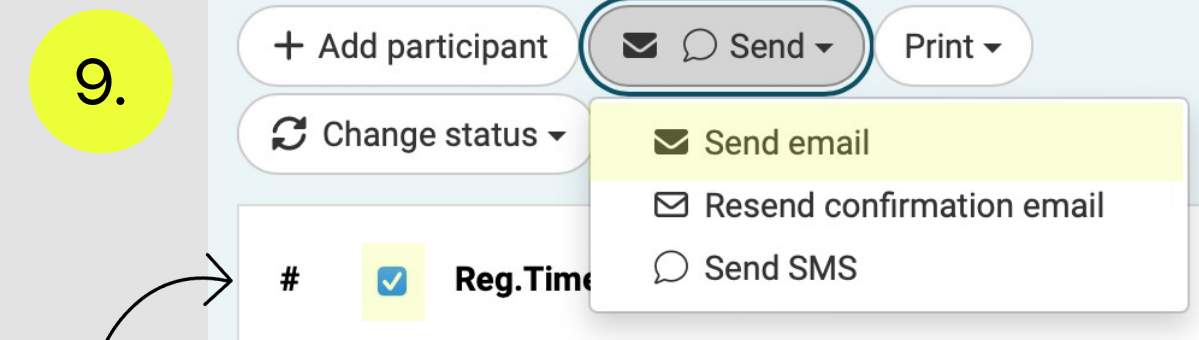 9.
Add participant
Send
Print
Change status
Send email
Resend confirmation email
Send SMS
# Reg.Time